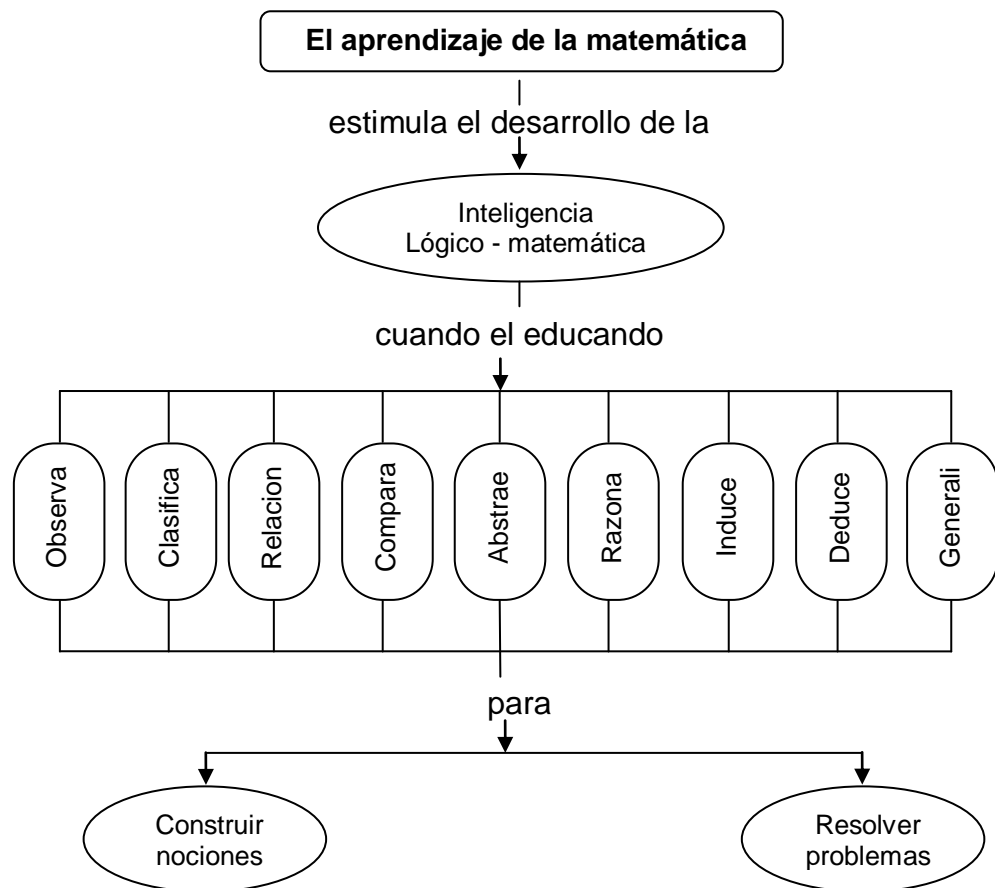 El aprendizaje de la matemática
estimula el desarrollo de la
Inteligencia
Lógico - matemática
cuando el educando
Observa
Clasifica
Relacion
Compara
Abstrae
Razona
Induce
Deduce
Generali
para
Construir
nociones
Resolver
problemas